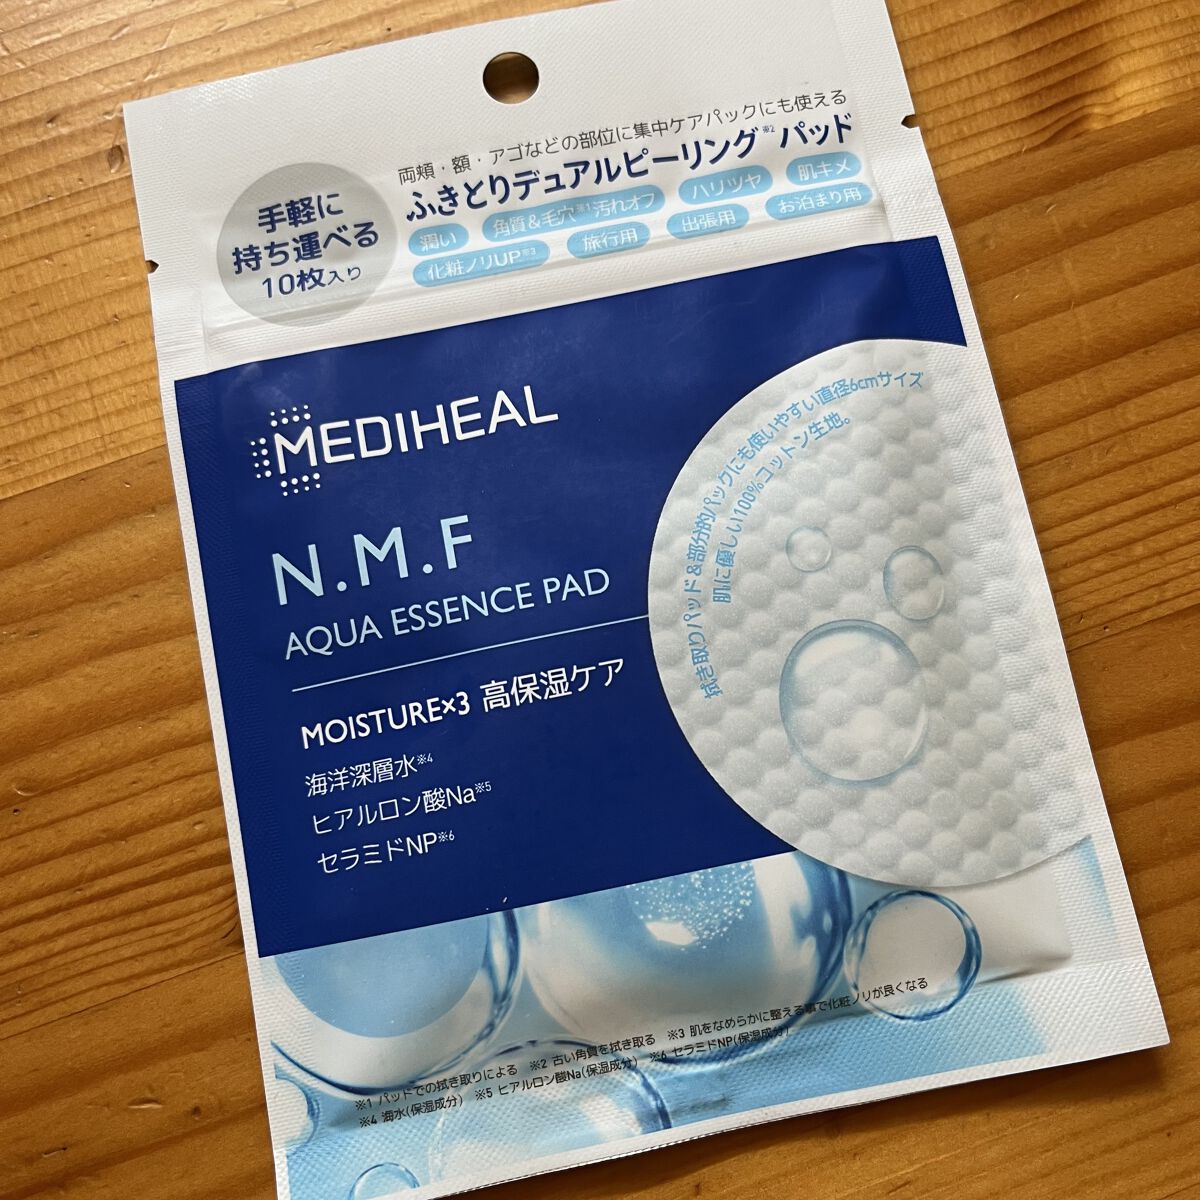 両頬・額・アゴなどの部位に集中ケアパックにも使える
ふきとりデュアルピーリング※2パッド
手軽に
持ち運べる
10枚入り
潤い 角質&毛穴※1汚れオフ ハリツヤ 肌キメ
化粧ノリUP※3 旅行用 出張用 お泊まり用
MEDIHEAL
N.M.F
AQUA ESSENCE PAD
MOISTURE×3 高保湿ケア
海洋深層水※4
ヒアルロン酸Na※5
セラミドNP※6
拭き取りパッド&部分的パックにも使いやすい直径6cmサイズ
肌に優しい100%コットン生地。
※1 パッドでの拭き取りによる ※2 古い角質を拭き取る ※3 肌をなめらかに整える事で化粧ノリが良くなる
※4 海水(保湿成分) ※5 ヒアルロン酸Na(保湿成分) ※6 セラミドNP(保湿成分)